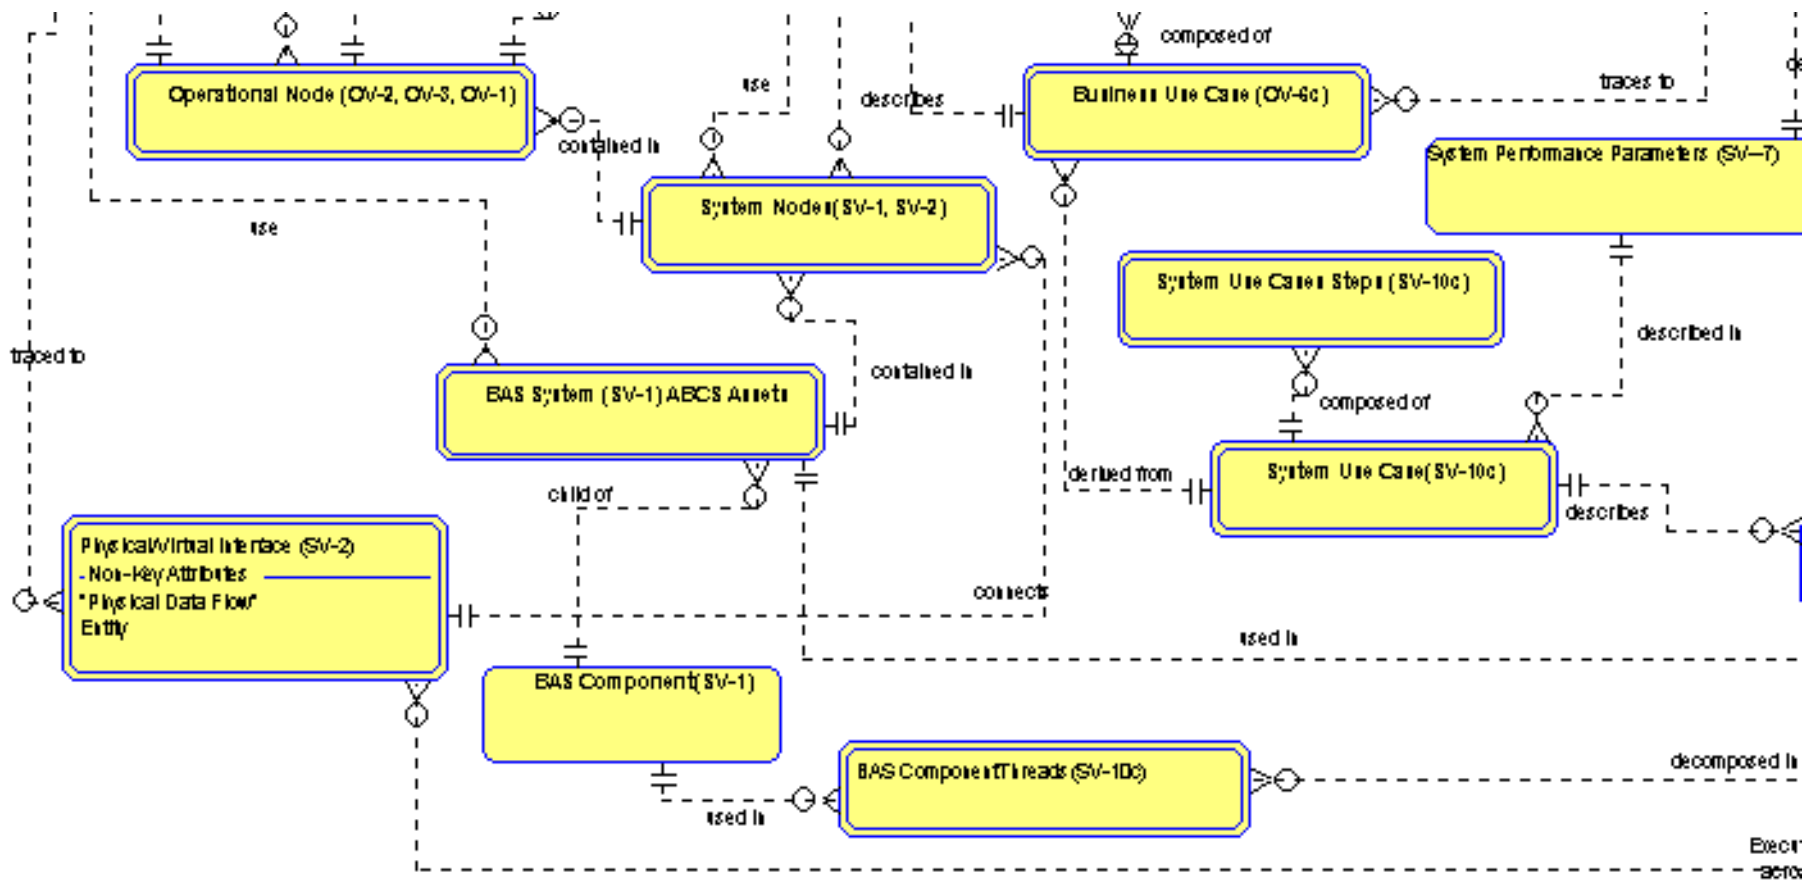 composed of
Operational Node (OV-2, OV-3, OV-1)
use
describes
Business Use Case (OV-6c)
traces to
contained in
System Performance Parameters (SV-7)
System Nodes(SV-1, SV-2)
use
System Use Cases Steps (SV-10c)
described in
traced to
contained in
BAS System (SV-1) ABCS Assets
composed of
System Use Case(SV-10c)
derived from
child of
describes
Physical/Virtual Interface (SV-2)
Non-Key Attributes
"Physical Data Flow"
Entity
connects
used in
BAS Component(SV-1)
BAS ComponentThreads (SV-10c)
decomposed in
used in